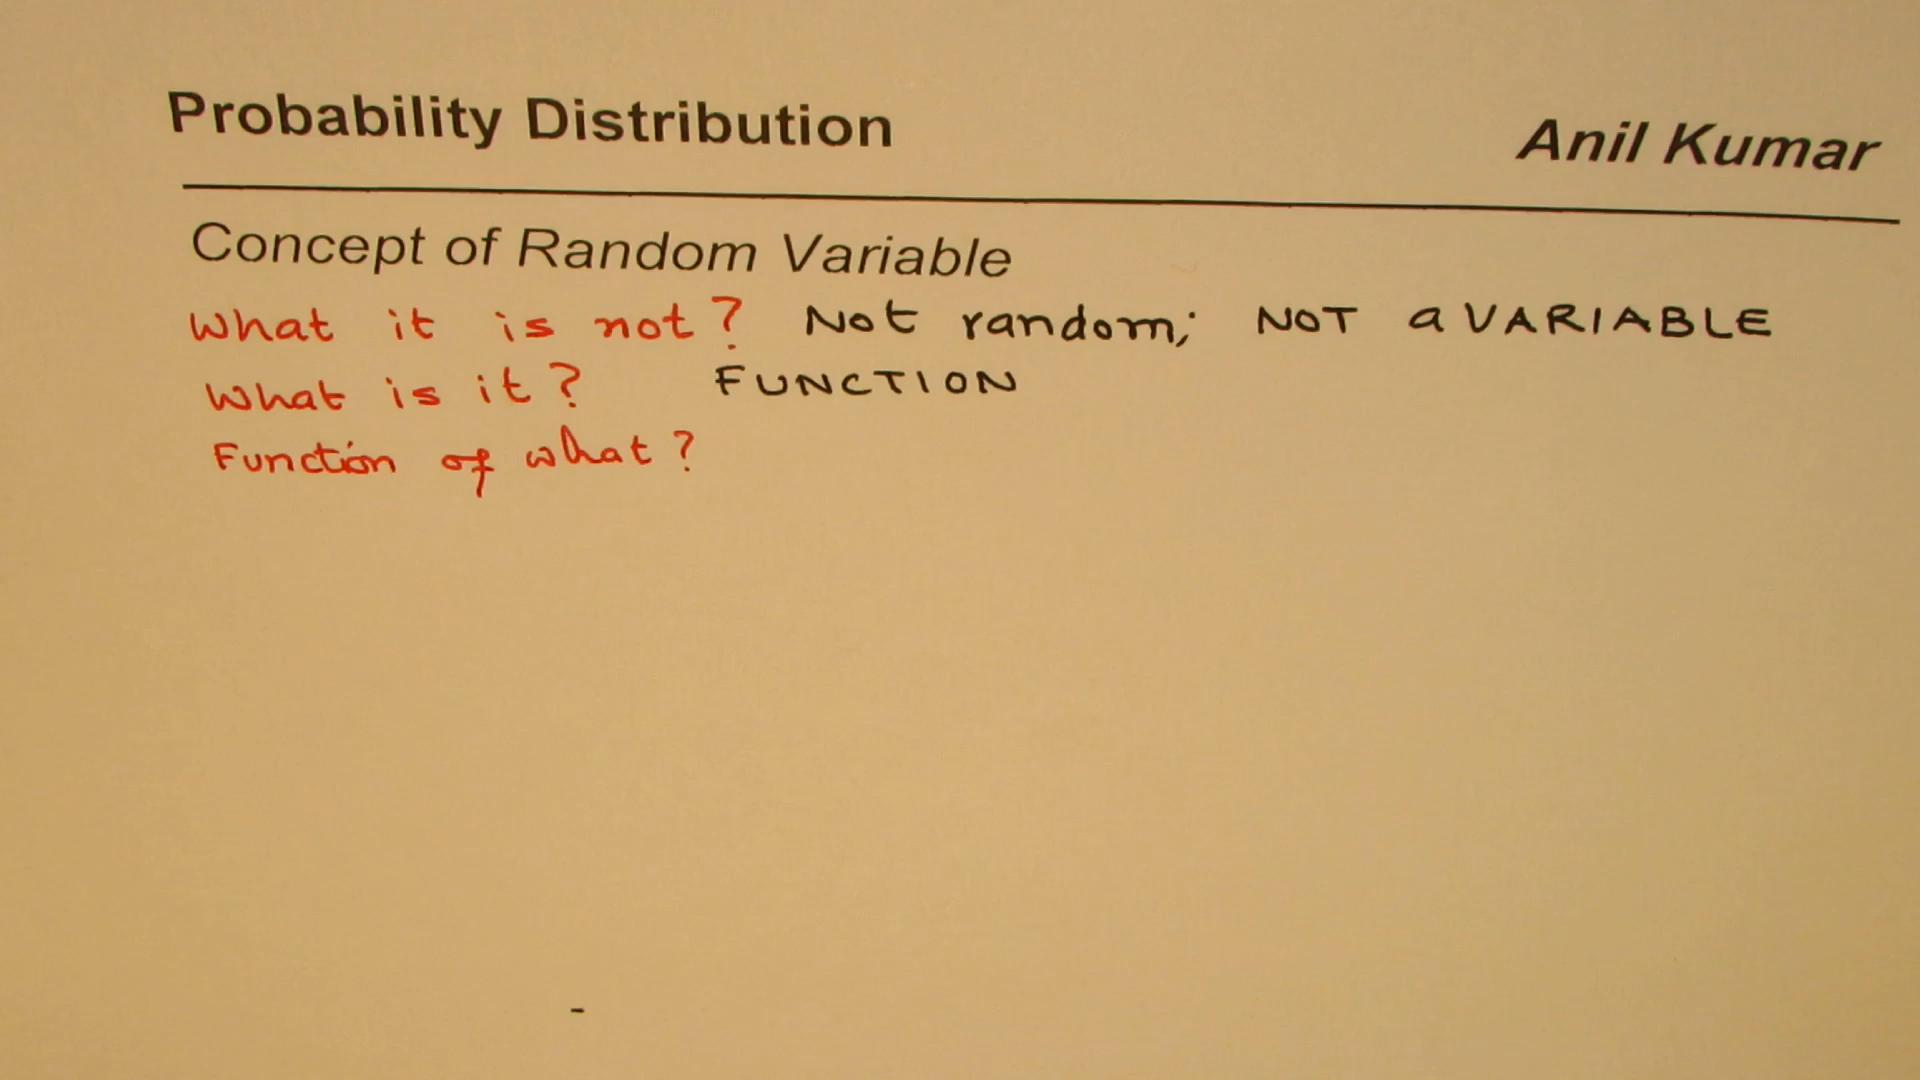 Probability Distribution Anil Kumar
Concept of Random Variable
What it is not? Not random; NOT a VARIABLE
What is it? FUNCTION
Function of what?